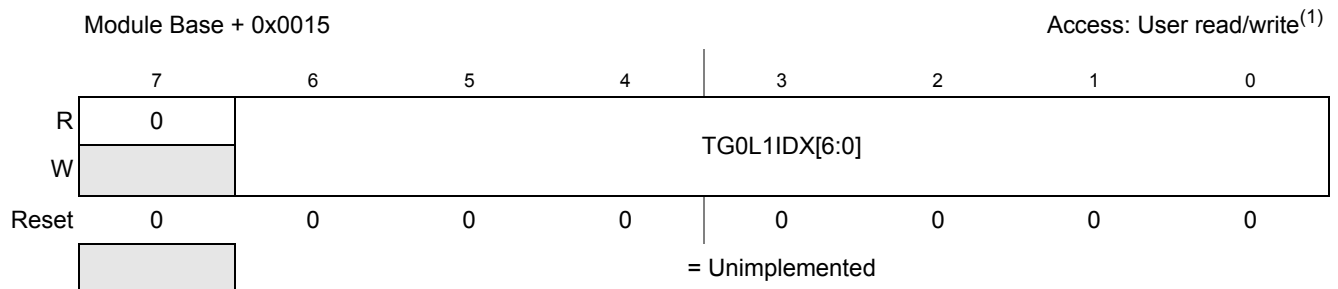 Module Base + 0x0015 Access: User read/write(1)
7 6 5 4 3 2 1 0
R 0 TG0L1IDX[6:0]
W
Reset 0 0 0 0 0 0 0 0
= Unimplemented